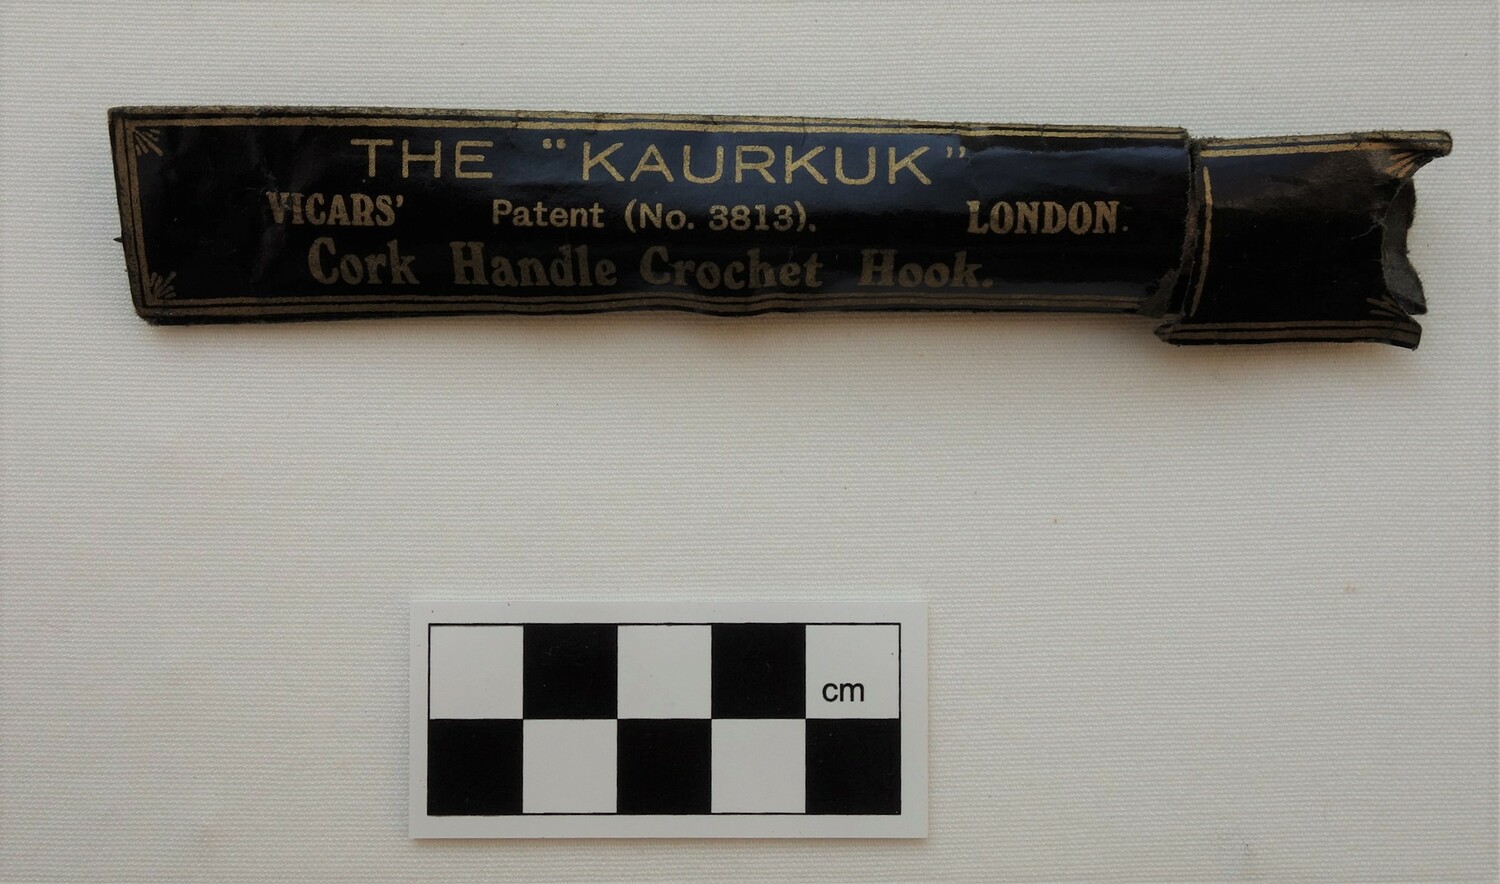 THE "KAURKUK"
VICARS' Patent (No. 3813). LONDON.
Cork Handle Crochet Hook.
cm